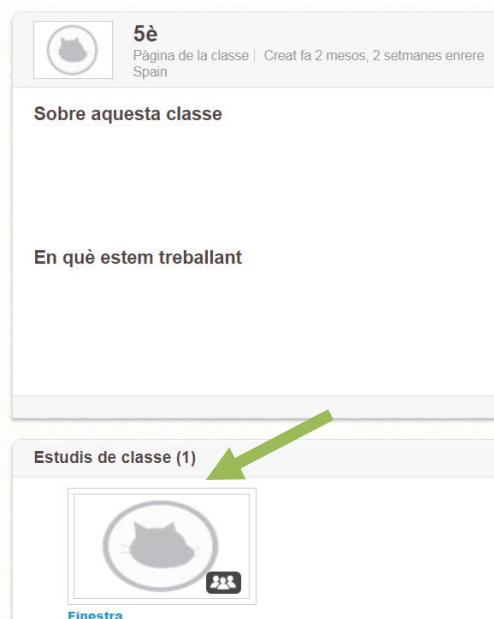 5è
Pàgina de la classe | Creat fa 2 mesos, 2 setmanes enrere
Spain
Sobre aquesta classe
En què estem treballant
Estudis de classe (1)
Finestra